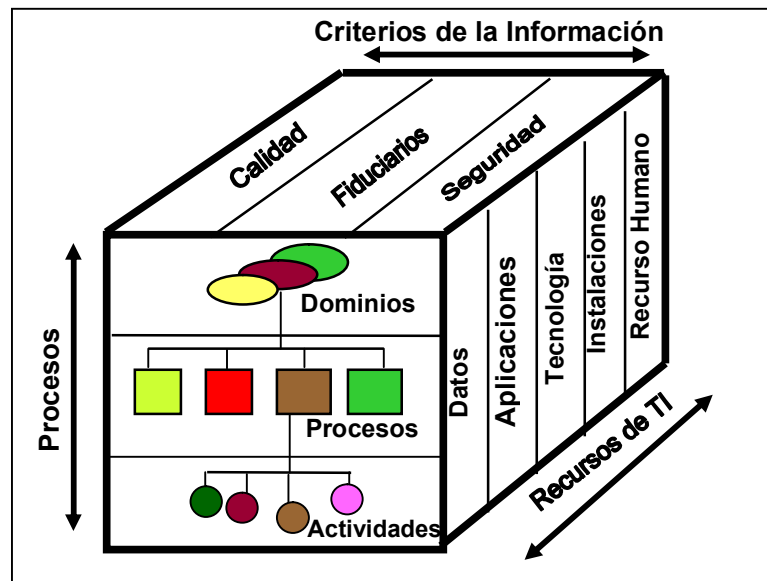 Criterios de la Información
Calidad
Fiduciarios
Seguridad
Procesos
Dominios
Procesos
Actividades
Datos
Aplicaciones
Tecnología
Instalaciones
Recurso Humano
Recursos de TI